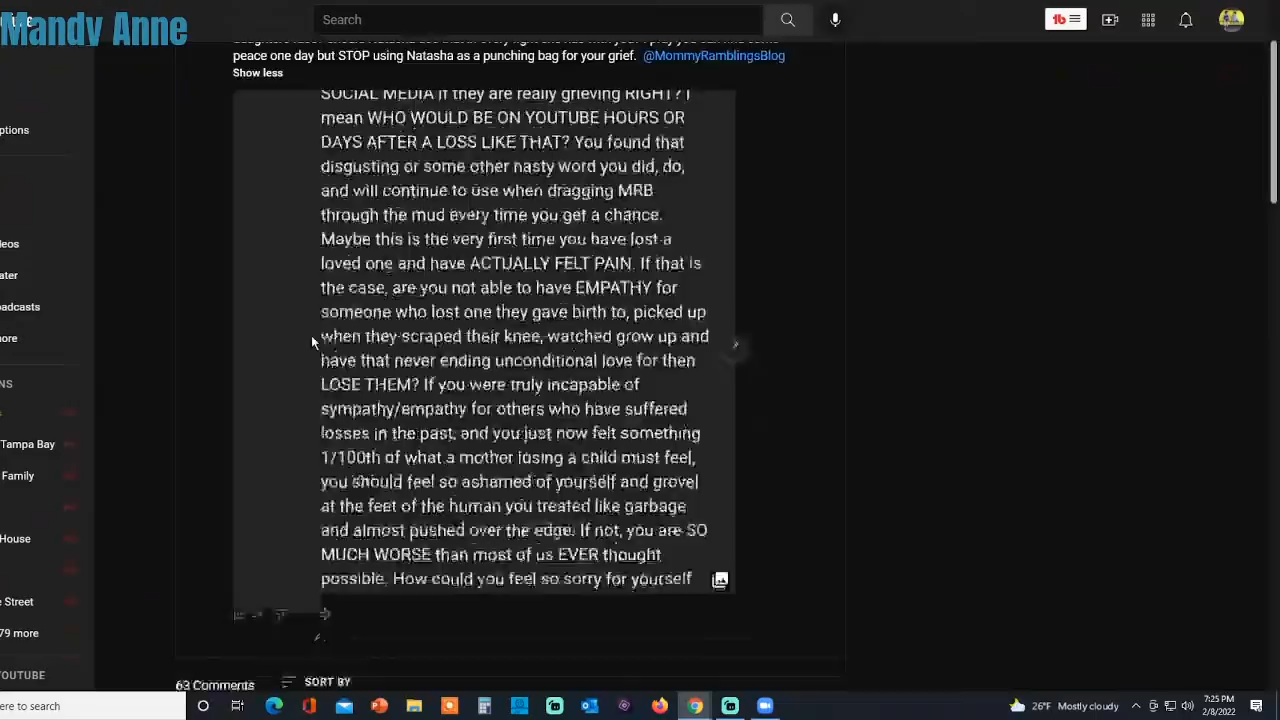 Mandy Anne
Search
peace one day but STOP using Natasha as a punching bag for your grief. @MommyRamblingsBlog
Show less
SOCIAL MEDIA if they are really grieving RIGHT? I
mean WHO WOULD BE ON YOUTUBE HOURS OR
DAYS AFTER A LOSS LIKE THAT? You found that
disgusting or some other nasty word you did, do,
and will continue to use when dragging MRB
through the mud every time you get a chance.
Maybe this is the very first time you have lost a
loved one and have ACTUALLY FELT PAIN. If that is
the case, are you not able to have EMPATHY for
someone who lost one they gave birth to, picked up
when they scraped their knee, watched grow up and
have that never ending unconditional love for then
LOSE THEM? If you were truly incapable of
sympathy/empathy for others who have suffered
losses in the past, and you just now felt something
1/100th of what a mother losing a child must feel,
you should feel so ashamed of yourself and grovel
at the feet of the human you treated like garbage
and almost pushed over the edge. If not, you are SO
MUCH WORSE than most of us EVER thought
possible. How could you feel so sorry for yourself
63 Comments
SORT BY
ptions
eos
ater
oadcasts
ore
NS
Tampa Bay
Family
House
e Street
79 more
OUTUBE
ere to search
26°F Mostly cloudy
7:25 PM
2/8/2022